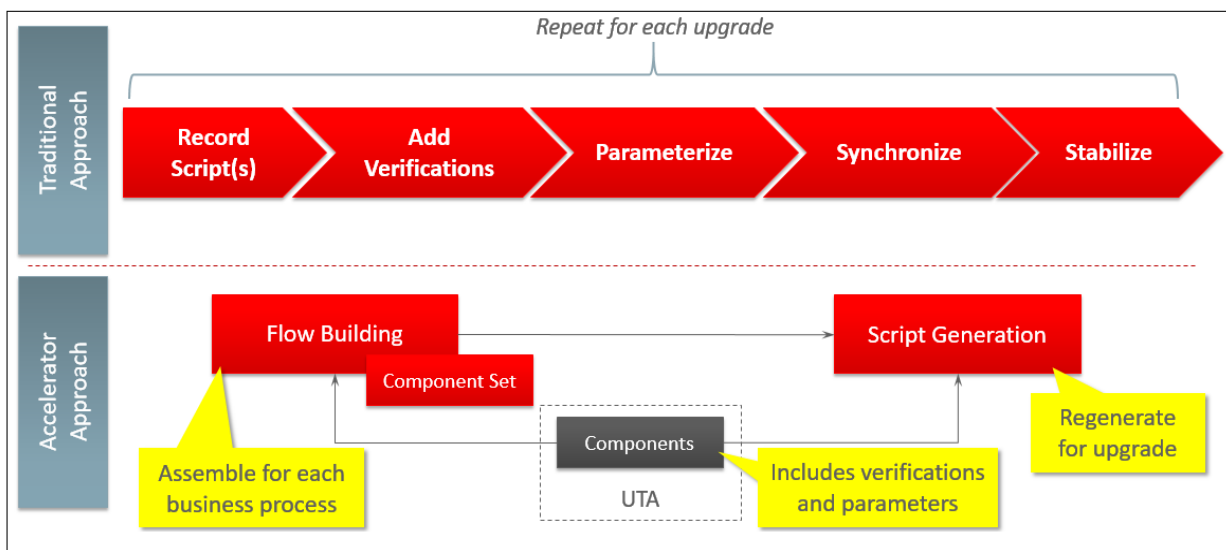 Repeat for each upgrade
Traditional
Approach
Record
Script(s)
Add
Verifications
Parameterize
Synchronize
Stabilize
Accelerator
Approach
Flow Building
Component Set
Script Generation
Components
UTA
Assemble for each
business process
Includes verifications
and parameters
Regenerate
for upgrade